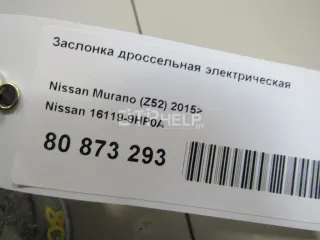 Заслонка дроссельная электрическая
Nissan Murano (Z52) 2015>
Nissan 16119-9HP0A
80 873 293